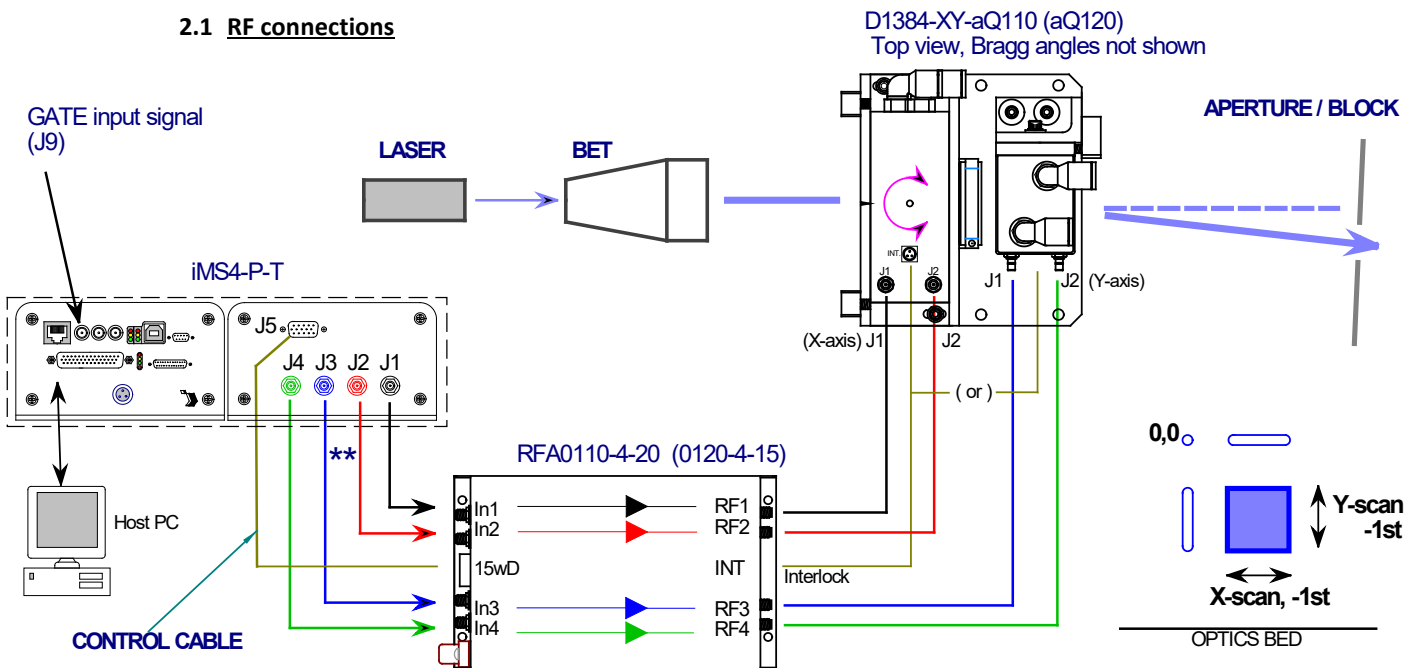 2.1 RF connections
D1384-XY-aQ110 (aQ120)
Top view, Bragg angles not shown
GATE input signal
(J9)
LASER
BET
APERTURE / BLOCK
INT.
J1
J2
J1
J2 (Y-axis)
(X-axis) J1
J2
iMS4-P-T
J5
J4
J3
J2
J1
( or )
**
RFA0110-4-20 (0120-4-15)
0,0
Host PC
In1
RF1
In2
RF2
15wD
INT
Interlock
In3
RF3
In4
RF4
Y-scan
-1st
X-scan, -1st
CONTROL CABLE
OPTICS BED